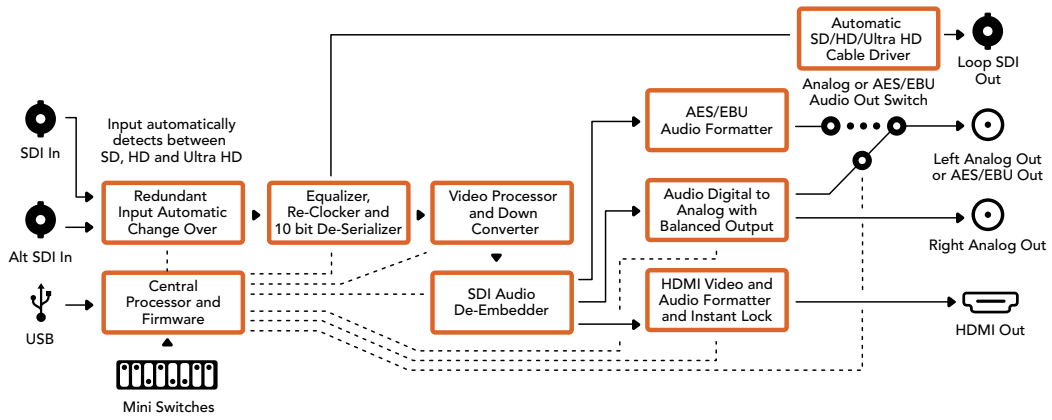 Automatic
SD/HD/Ultra HD
Cable Driver
Loop SDI
Out
Analog or AES/EBU
Audio Out Switch
AES/EBU
Audio Formatter
SDI In
Input automatically
detects between
SD, HD and Ultra HD
Left Analog Out
or AES/EBU Out
Redundant
Input Automatic
Change Over
Equalizer,
Re-Clocker and
10 bit De-Serializer
Video Processor
and Down
Converter
Audio Digital to
Analog with
Balanced Output
Alt SDI In
Right Analog Out
Central
Processor and
Firmware
SDI Audio
De-Embedder
HDMI Video and
Audio Formatter
and Instant Lock
USB
HDMI Out
Mini Switches